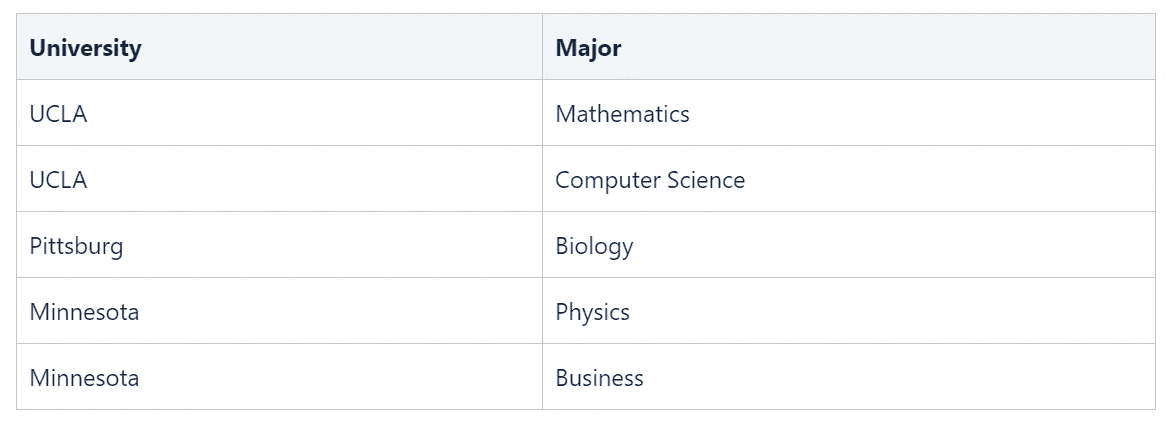 University Major
UCLA Mathematics
UCLA Computer Science
Pittsburg Biology
Minnesota Physics
Minnesota Business